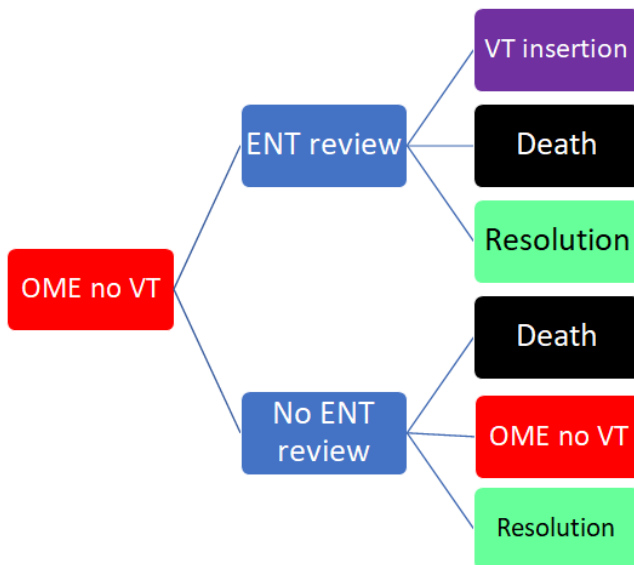 VT insertion
ENT review
Death
Resolution
OME no VT
Death
No ENT
review
OME no VT
Resolution